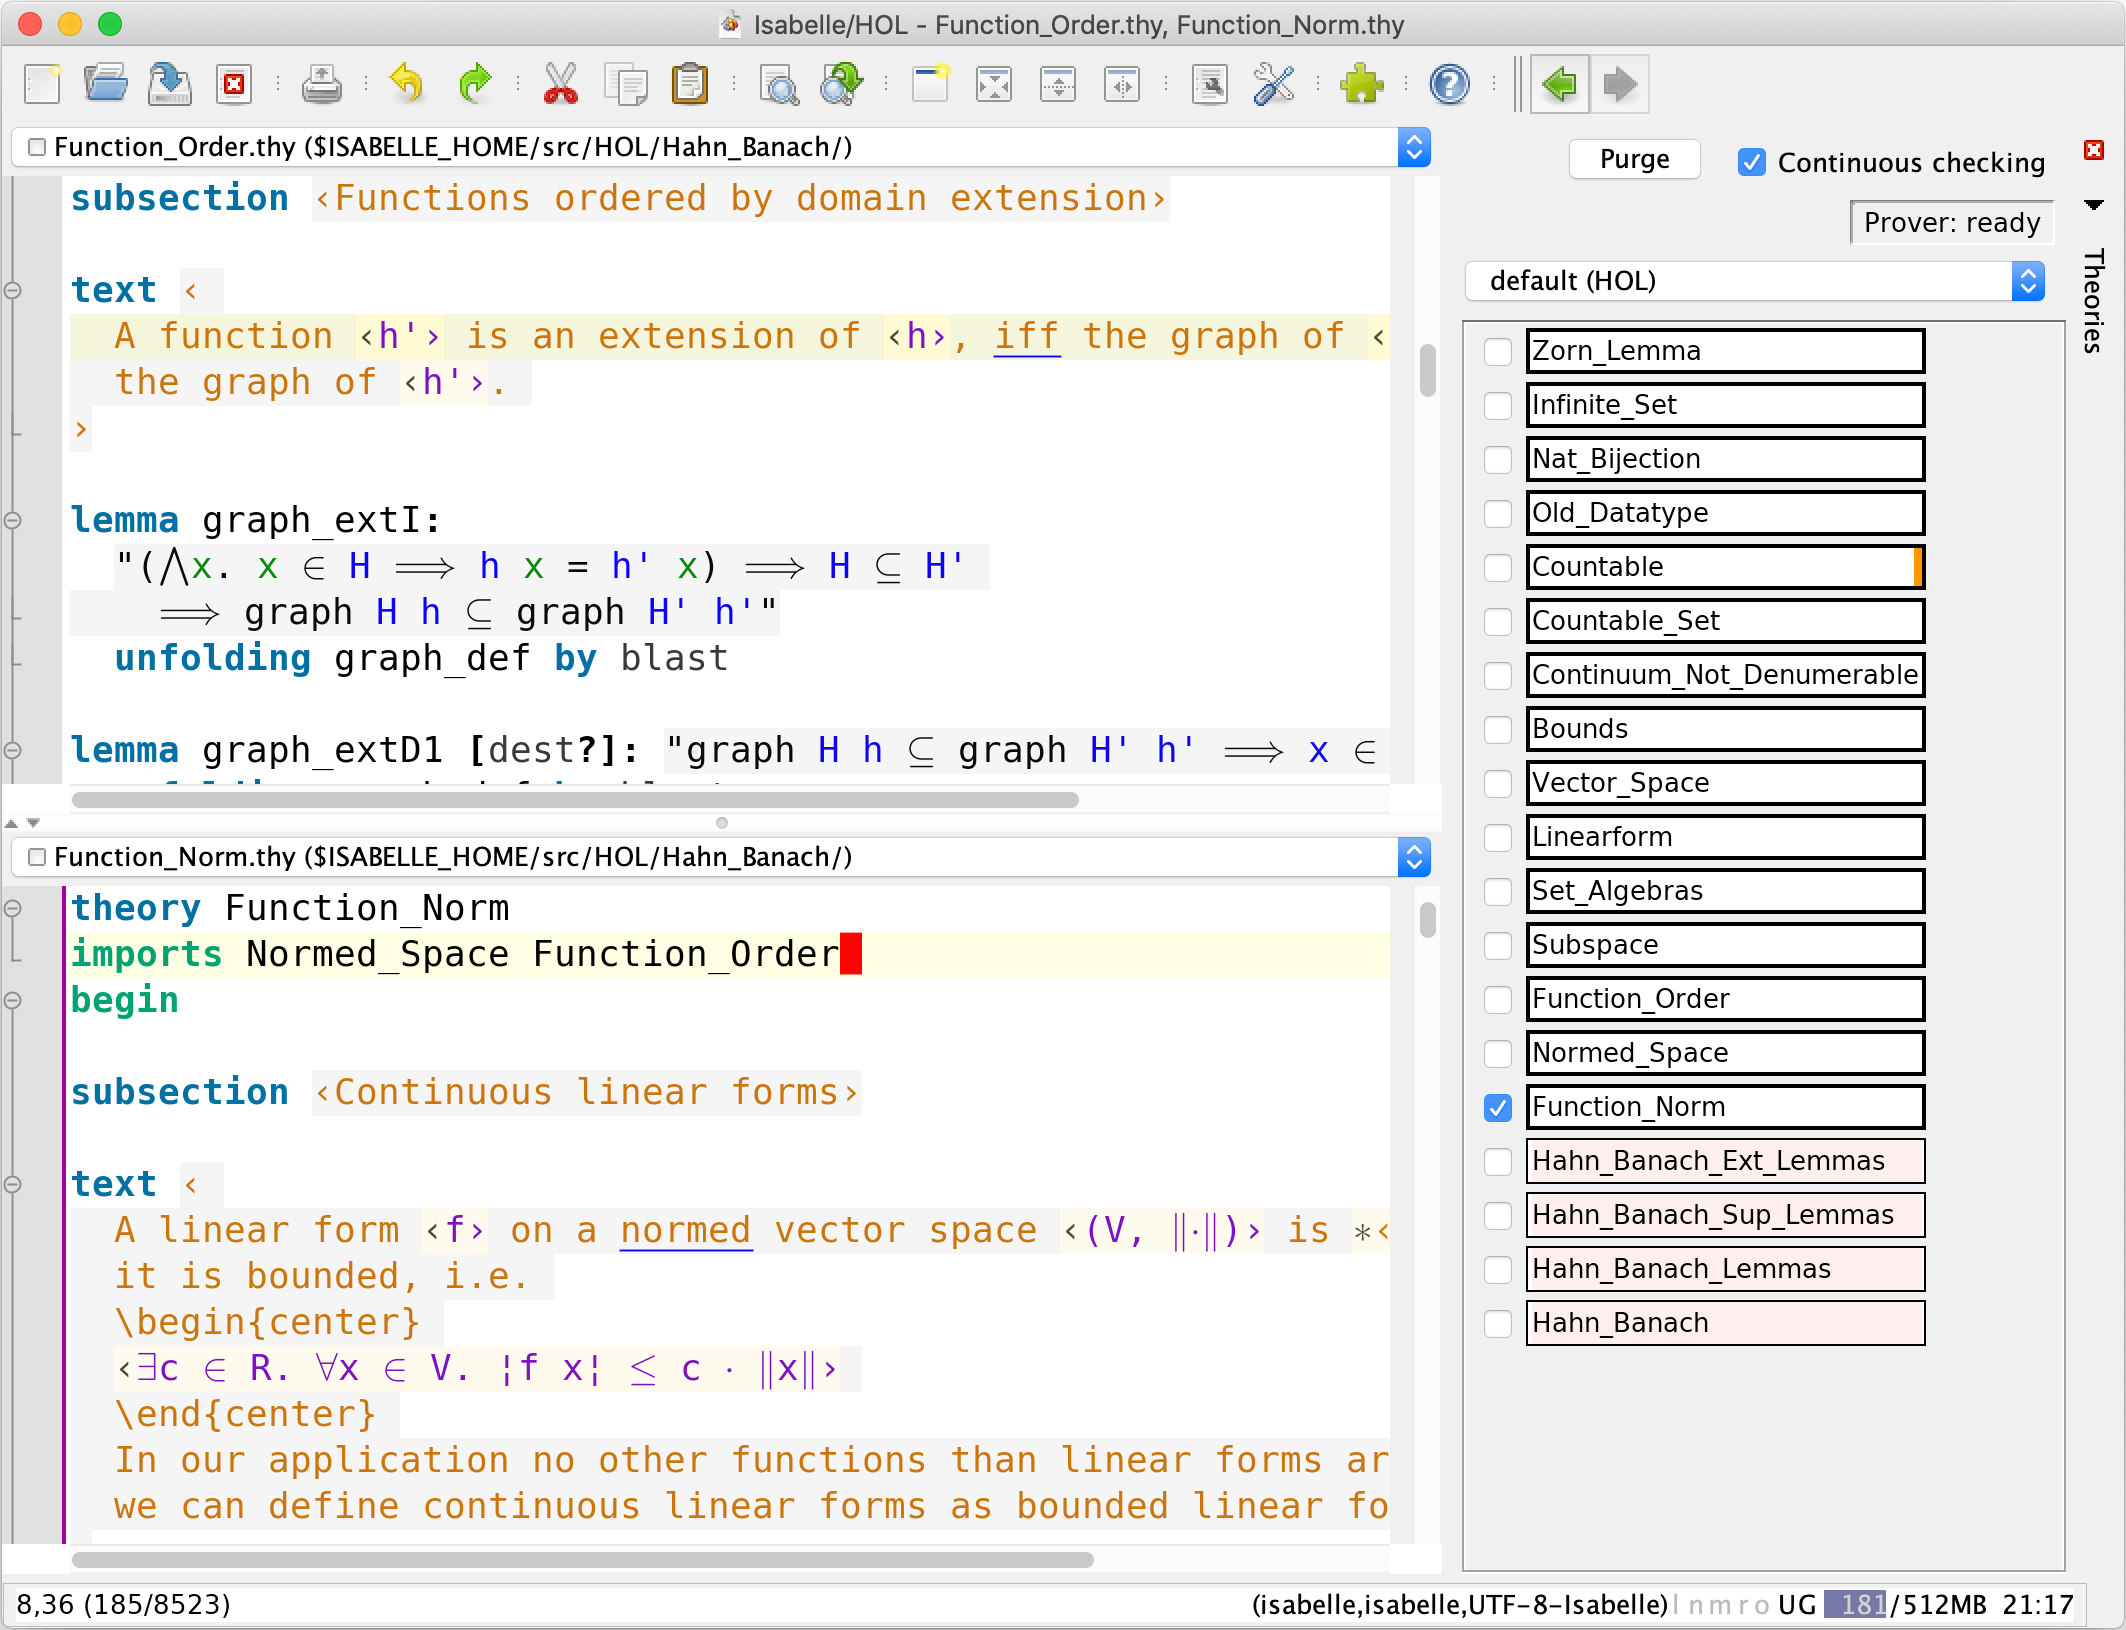 Isabelle/HOL - Function_Order.thy, Function_Norm.thy
Function_Order.thy ($ISABELLE_HOME/src/HOL/Hahn_Banach/)
subsection ‹Functions ordered by domain extension›
text ‹
A function ‹h'› is an extension of ‹h›, iff the graph of ‹
the graph of ‹h'›.
›
lemma graph_extI:
"(⋀x. x ∈ H ⟹ h x = h' x) ⟹ H ⊆ H'
⟹ graph H h ⊆ graph H' h'"
unfolding graph_def by blast
lemma graph_extD1 [dest?]: "graph H h ⊆ graph H' h' ⟹ x ∈
Function_Norm.thy ($ISABELLE_HOME/src/HOL/Hahn_Banach/)
theory Function_Norm
imports Normed_Space Function_Order
begin
subsection ‹Continuous linear forms›
text ‹
A linear form ‹f› on a normed vector space ‹(V, ∥·∥)› is *‹
it is bounded, i.e.
\begin{center}
‹∃c ∈ R. ∀x ∈ V. ¦f x¦ ≤ c · ∥x∥›
\end{center}
In our application no other functions than linear forms ar
we can define continuous linear forms as bounded linear fo
Purge
Continuous checking
Prover: ready
default (HOL)
Theories
Zorn_Lemma
Infinite_Set
Nat_Bijection
Old_Datatype
Countable
Countable_Set
Continuum_Not_Denumerable
Bounds
Vector_Space
Linearform
Set_Algebras
Subspace
Function_Order
Normed_Space
Function_Norm
Hahn_Banach_Ext_Lemmas
Hahn_Banach_Sup_Lemmas
Hahn_Banach_Lemmas
Hahn_Banach
8,36 (185/8523)
(isabelle,isabelle,UTF-8-Isabelle) l n m r o UG 181/512MB 21:17